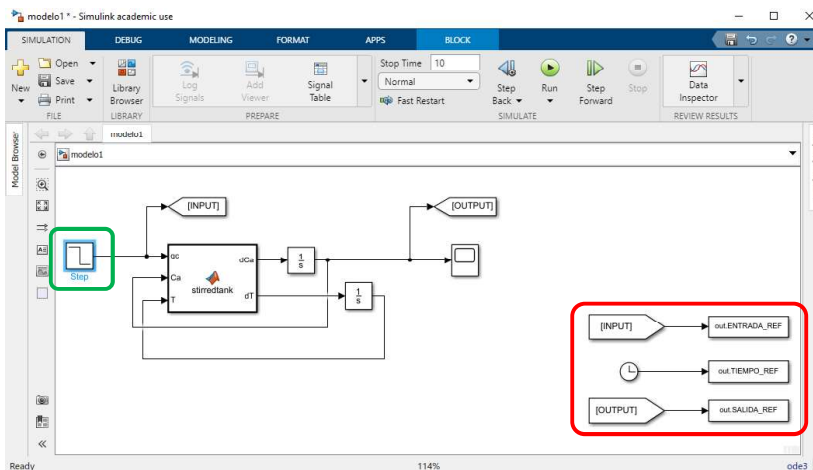 modelo1 * - Simulink academic use
SIMULATION DEBUG MODELING FORMAT APPS BLOCK
New
Open
Save
Print
FILE
Library Browser
LIBRARY
Log Signals
Add Viewer
Signal Table
PREPARE
Stop Time 10
Normal
Fast Restart
Step Back
Run
Step Forward
Stop
SIMULATE
Data Inspector
REVIEW RESULTS
Model Browser
modelo1
modelo1
[INPUT]
[OUTPUT]
Step
qc
Ca
T
stirredtank
dCa
dT
1
s
1
s
[INPUT]
out.ENTRADA_REF
out.TIEMPO_REF
[OUTPUT]
out.SALIDA_REF
Ready
114%
ode3